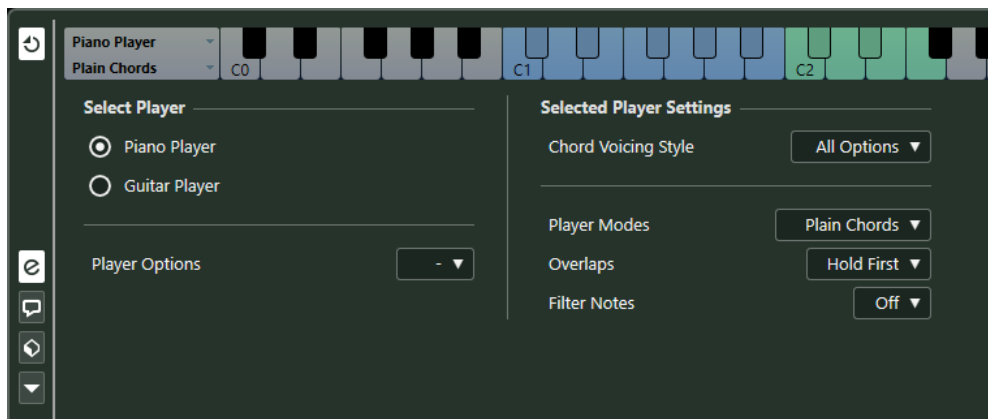 Piano Player
Plain Chords
C0
C1
C2
Select Player
Piano Player
Guitar Player
Player Options
-
Selected Player Settings
Chord Voicing Style
All Options
Player Modes
Plain Chords
Overlaps
Hold First
Filter Notes
Off